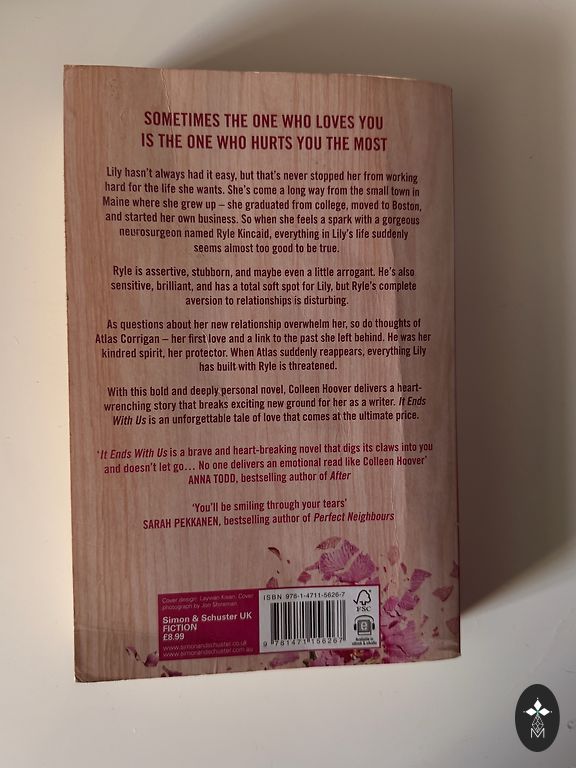 SOMETIMES THE ONE WHO LOVES YOU
IS THE ONE WHO HURTS YOU THE MOST
Lily hasn't always had it easy, but that's never stopped her from working
hard for the life she wants. She's come a long way from the small town in
Maine where she grew up – she graduated from college, moved to Boston,
and started her own business. So when she feels a spark with a gorgeous
neurosurgeon named Ryle Kincaid, everything in Lily's life suddenly
seems almost too good to be true.
Ryle is assertive, stubborn, and maybe even a little arrogant. He's also
sensitive, brilliant, and has a total soft spot for Lily, but Ryle's complete
aversion to relationships is disturbing.
As questions about her new relationship overwhelm her, so do thoughts of
Atlas Corrigan – her first love and a link to the past she left behind. He was her
kindred spirit, her protector. When Atlas suddenly reappears, everything Lily
has built with Ryle is threatened.
With this bold and deeply personal novel, Colleen Hoover delivers a heart-
wrenching story that breaks exciting new ground for her as a writer. It Ends
With Us is an unforgettable tale of love that comes at the ultimate price.
'It Ends With Us is a brave and heart-breaking novel that digs its claws into you
and doesn't let go… No one delivers an emotional read like Colleen Hoover'
ANNA TODD, bestselling author of After
'You'll be smiling through your tears'
SARAH PEKKANEN, bestselling author of Perfect Neighbours
Cover design: Laywan Kwan. Cover
photograph by Jon Shireman
Simon & Schuster UK
FICTION
£8.99
www.simonandschuster.co.uk
www.simonandschuster.com.au
ISBN 978-1-4711-5626-7
9 781471 156267
FSC
M